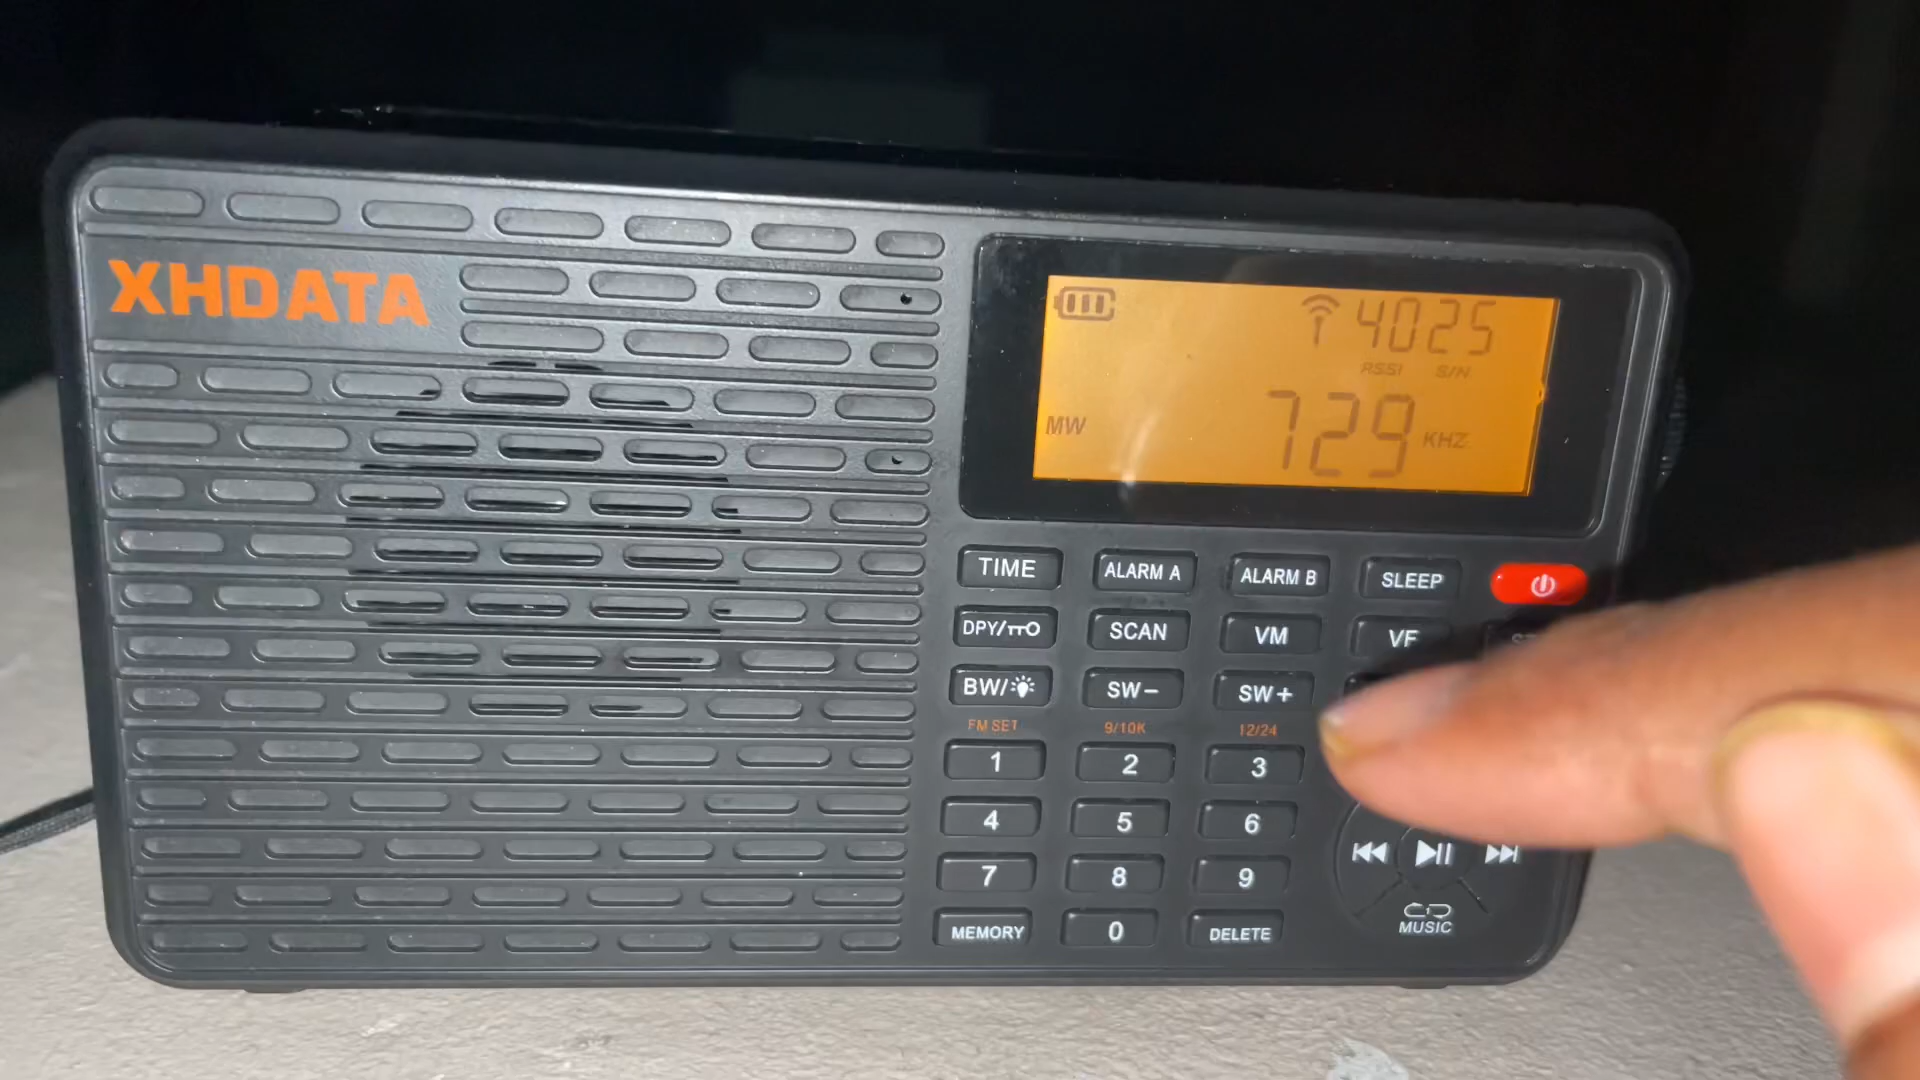 XHDATA
4025
RSSI S/N
MW 729 KHZ
TIME ALARM A ALARM B SLEEP
DPY/ SCAN VM VF
BW/ SW- SW+
FM SET 9/10K 12/24
1 2 3
4 5 6
7 8 9
MEMORY 0 DELETE
MUSIC